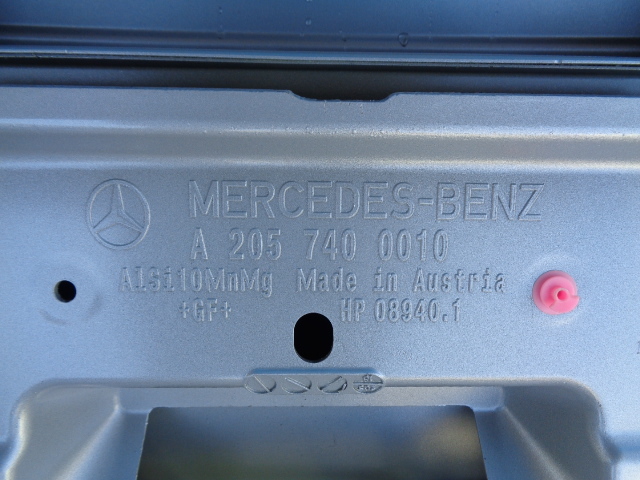 MERCEDES-BENZ
A 205 740 0010
AlSi10MnMg Made in Austria
+GF+ HP 08940.1